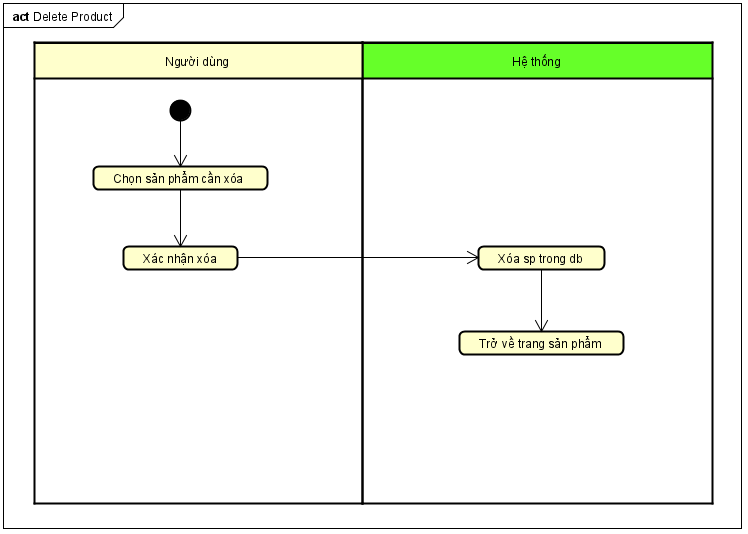 act Delete Product
Người dùng
Hệ thống
Chọn sản phẩm cần xóa
Xác nhận xóa
Xóa sp trong db
Trở về trang sản phẩm